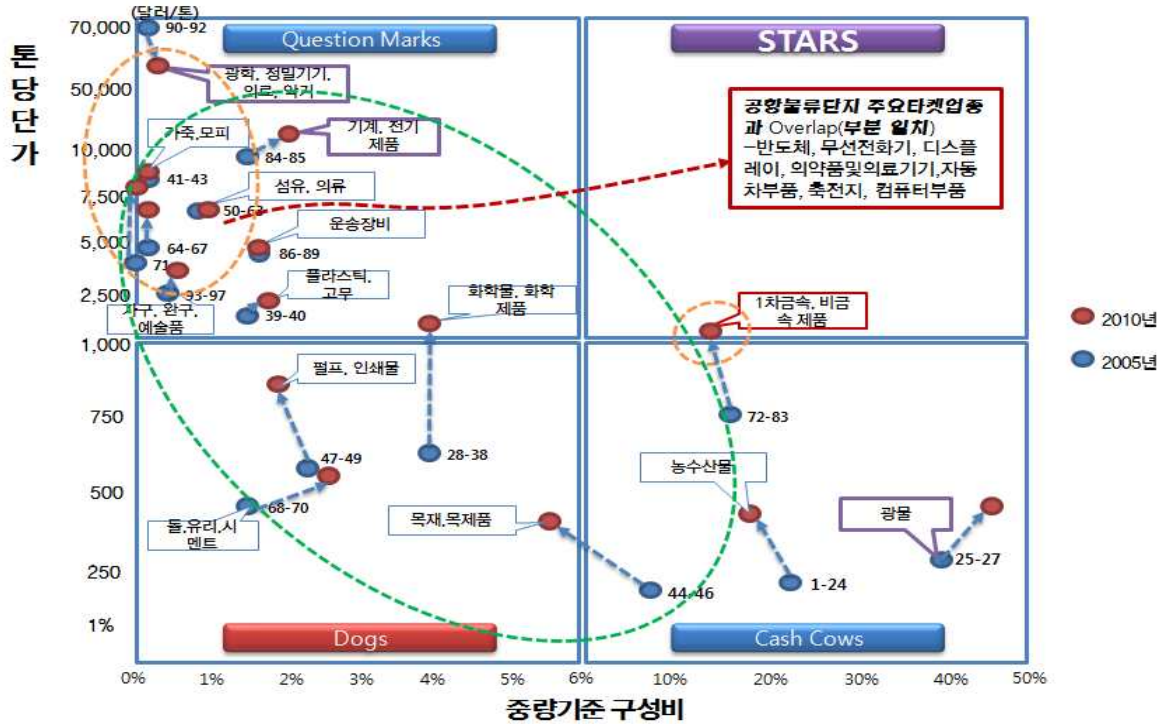 (달러/톤)
톤당단가
70,000
50,000
10,000
7,500
5,000
2,500
1,000
750
500
250
1%
Question Marks
STARS
90-92
광학, 정밀기기,
의료, 악기
기계, 전기
제품
84-85
가죽,모피
41-43
섬유, 의류
50-63
운송장비
64-67
86-89
71
플라스틱,
고무
93-97
39-40
가구, 완구,
예술품
화학물, 화학
제품
공항물류단지 주요타켓업종
과 Overlap(부분 일치)
–반도체, 무선전화기, 디스플
레이, 의약품및의료기기,자동
차부품, 축전지, 컴퓨터부품
1차금속, 비금
속 제품
2010년
2005년
펄프, 인쇄물
72-83
47-49
28-38
농수산물
68-70
돌,유리,시
멘트
목재,목제품
광물
25-27
44-46
1-24
Dogs
Cash Cows
0%
1%
2%
3%
4%
5%
6%
10%
20%
30%
40%
50%
중량기준 구성비